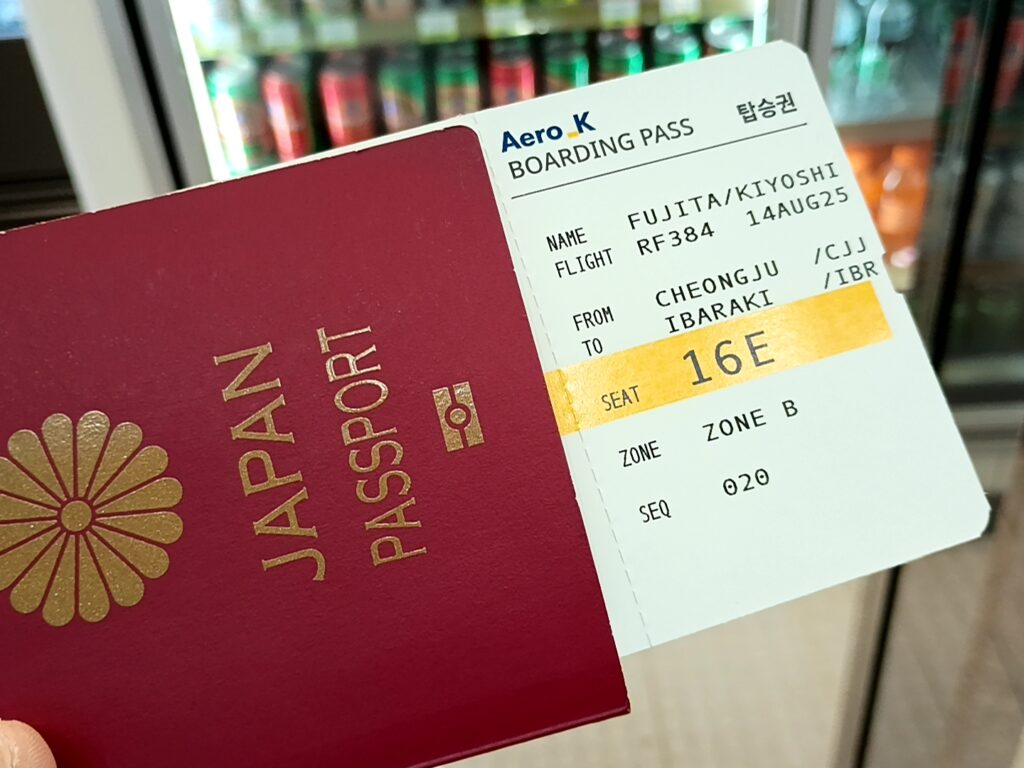 JAPAN
PASSPORT
Aero_K
BOARDING PASS 탑승권
NAME FUJITA/KIYOSHI
FLIGHT RF384 14AUG25
FROM CHEONGJU /CJJ
TO IBARAKI /IBR
SEAT 16E
ZONE ZONE B
SEQ 020